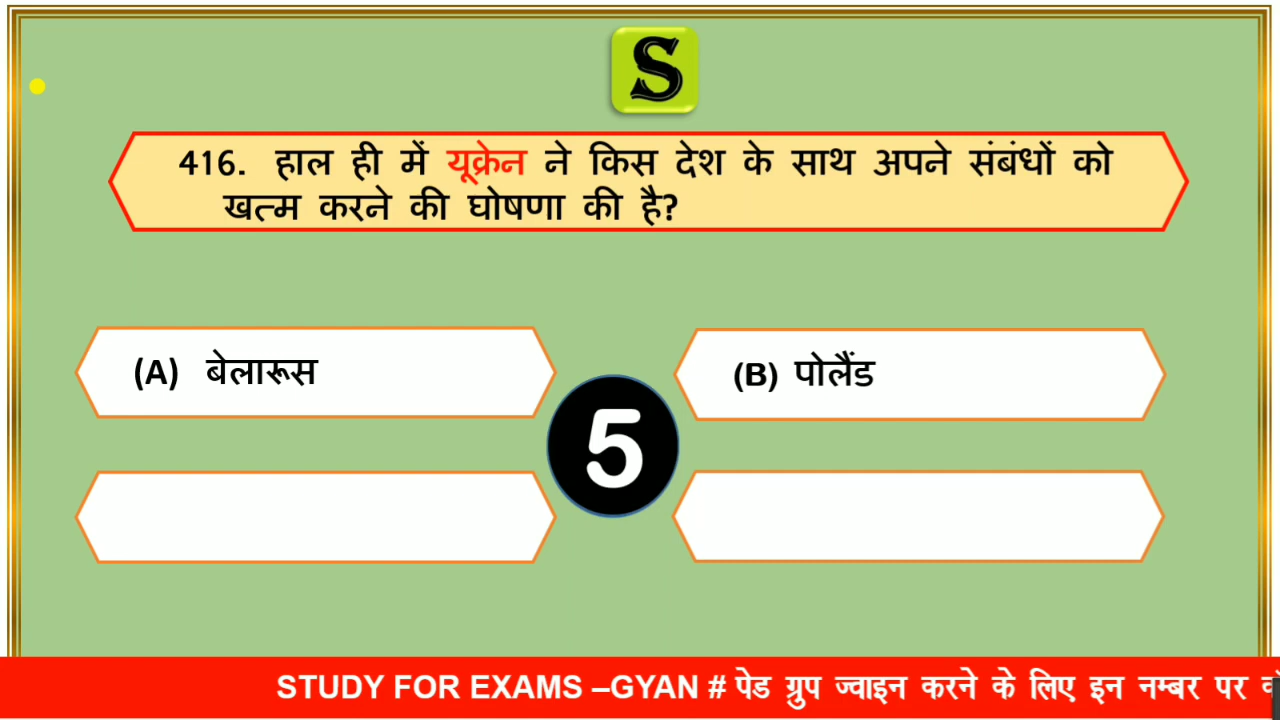 S
416. हाल ही में यूक्रेन ने किस देश के साथ अपने संबंधों को
खत्म करने की घोषणा की है?
(A) बेलारूस
(B) पोलैंड
5
STUDY FOR EXAMS –GYAN # पेड ग्रुप ज्वाइन करने के लिए इन नम्बर पर